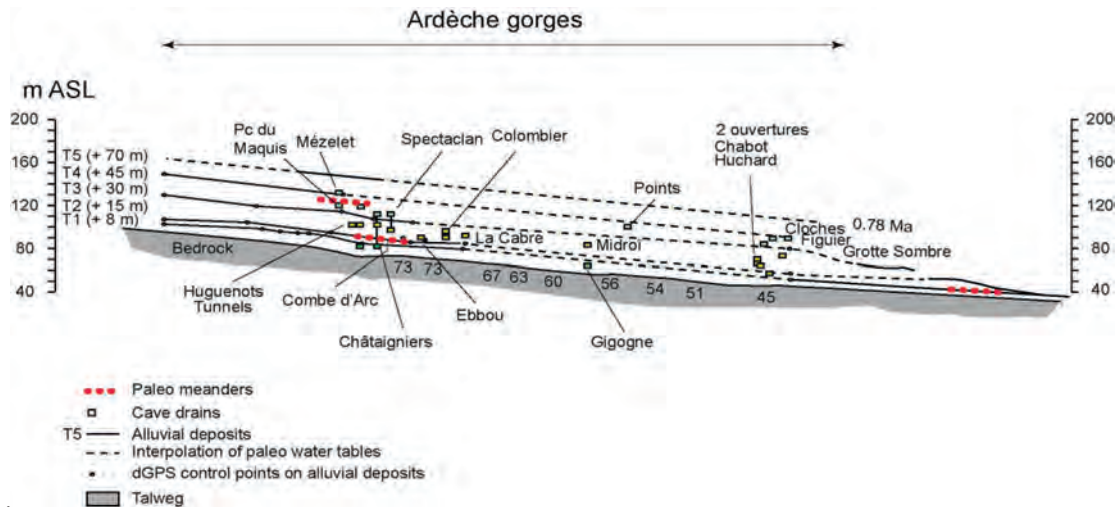 Ardèche gorges
m ASL
200
160
120
80
40
200
160
120
80
40
T5 (+ 70 m)
T4 (+ 45 m)
T3 (+ 30 m)
T2 (+ 15 m)
T1 (+ 8 m)
Pc du
Maquis
Mézelet
Spectaclan
Colombier
2 ouvertures
Chabot
Huchard
Points
Cloches
Figuier
0.78 Ma
Grotte Sombre
La Cabre
Midroï
Bedrock
73
73
67
63
60
56
54
51
45
Huguenots
Tunnels
Combe d'Arc
Ebbou
Châtaigniers
Gigogne
Paleo meanders
Cave drains
T5
Alluvial deposits
Interpolation of paleo water tables
dGPS control points on alluvial deposits
Talweg